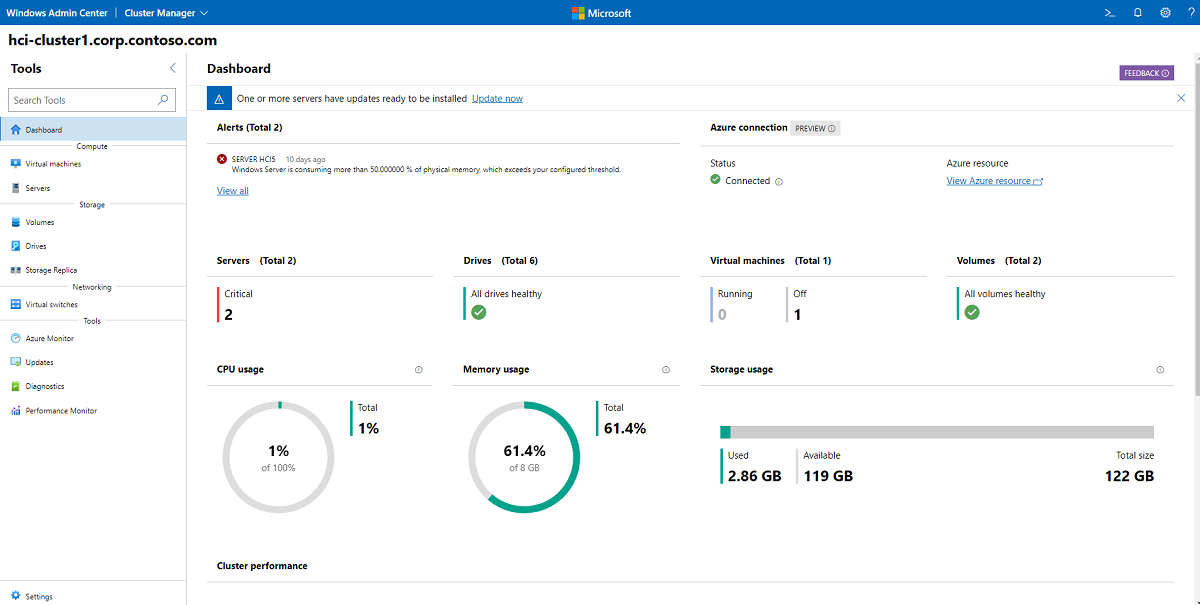 Windows Admin Center | Cluster Manager
Microsoft
hci-cluster1.corp.contoso.com
Tools
Search Tools
Dashboard
Compute
Virtual machines
Servers
Storage
Volumes
Drives
Storage Replica
Networking
Virtual switches
Tools
Azure Monitor
Updates
Diagnostics
Performance Monitor
Settings
Dashboard
FEEDBACK
One or more servers have updates ready to be installed Update now
Alerts (Total 2)
SERVER HCI5 10 days ago
Windows Server is consuming more than 50.000000 % of physical memory, which exceeds your configured threshold.
View all
Azure connection PREVIEW
Status
Connected
Azure resource
View Azure resource
Servers (Total 2)
Critical
2
Drives (Total 6)
All drives healthy
Virtual machines (Total 1)
Running
0
Off
1
Volumes (Total 2)
All volumes healthy
CPU usage
1%
of 100%
Total
1%
Memory usage
61.4%
of 8 GB
Total
61.4%
Storage usage
Used
2.86 GB
Available
119 GB
Total size
122 GB
Cluster performance